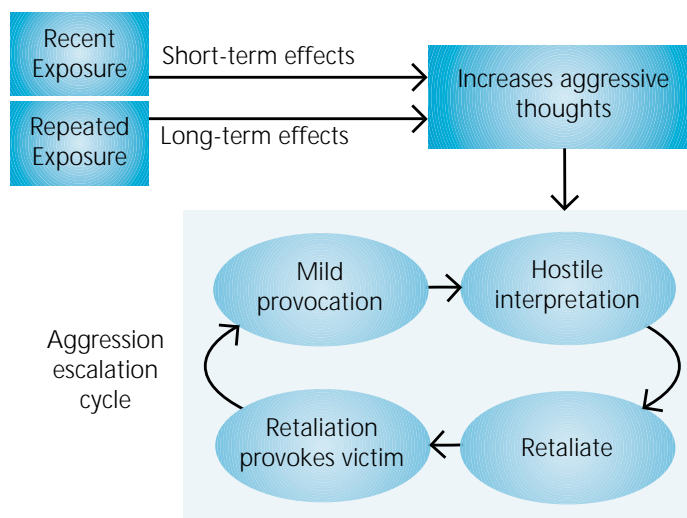 Recent
Exposure
Short-term effects
Increases aggressive
thoughts
Repeated
Exposure
Long-term effects
Mild
provocation
Hostile
interpretation
Aggression
escalation
cycle
Retaliation
provokes victim
Retaliate